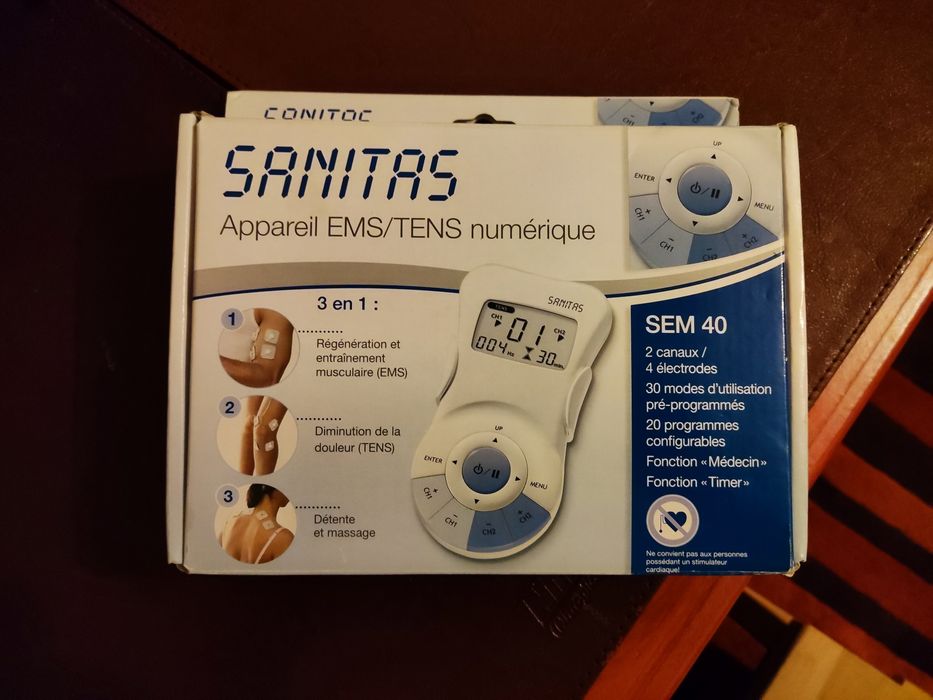 SANITAS
SANITAS
Appareil EMS/TENS numérique
UP
ENTER
MENU
CH1 +
CH1 -
CH2 -
CH2 +
3 en 1 :
1
Régénération et
entraînement
musculaire (EMS)
2
Diminution de la
douleur (TENS)
3
Détente
et massage
SANITAS
TENS
CH1
01
CH2
004 Hz
30 min.
UP
ENTER
MENU
CH1 +
CH1 -
CH2 -
CH2 +
SEM 40
2 canaux /
4 électrodes
30 modes d'utilisation
pré-programmés
20 programmes
configurables
Fonction «Médecin»
Fonction «Timer»
Ne convient pas aux personnes
possédant un stimulateur
cardiaque!